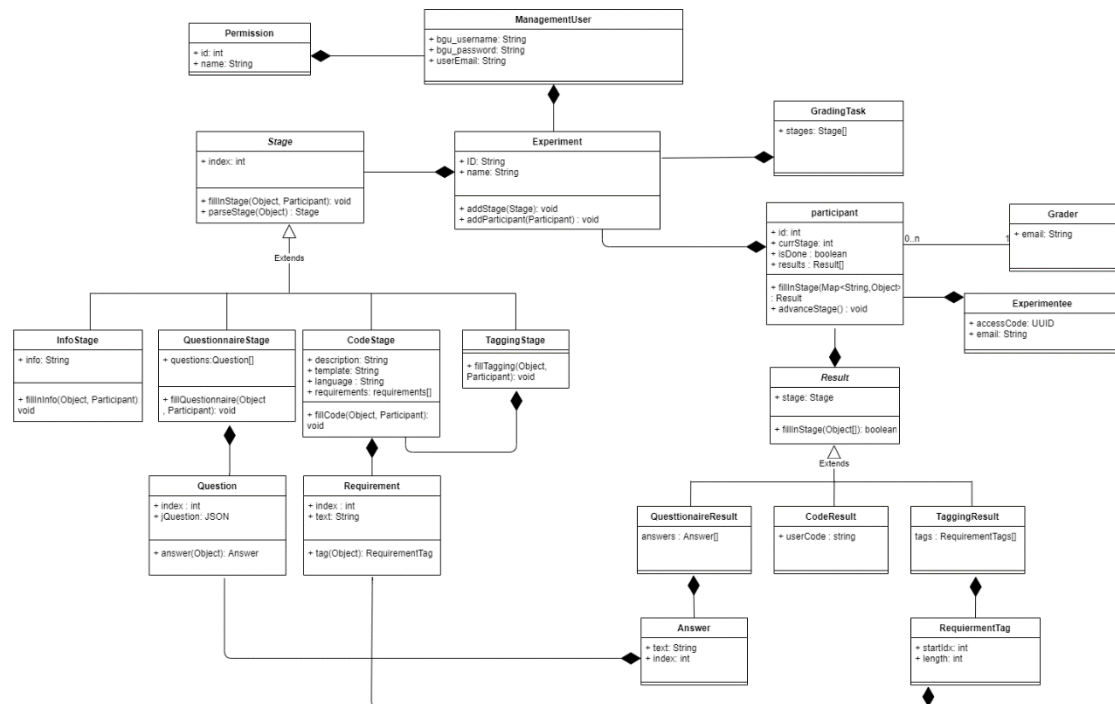 ManagementUser
+ bgu_username: String
+ bgu_password: String
+ userEmail: String
Permission
+ id: int
+ name: String
GradingTask
+ stages: Stage[]
Stage
+ index: int
+ fillInStage(Object, Participant): void
+ parseStage(Object) : Stage
Experiment
+ ID: String
+ name: String
+ addStage(Stage): void
+ addParticipant(Participant) : void
participant
+ id: int
+ currStage: int
+ isDone : boolean
+ results : Result[]
+ fillInStage(Map<String,Object>
: Result
+ advanceStage() : void
0..n
1
Grader
+ email: String
Experimentee
+ accessCode: UUID
+ email: String
Extends
InfoStage
+ info: String
+ fillInInfo(Object, Participant)
void
QuestionnaireStage
+ questions:Question[]
+ fillQuestionnaire(Object
, Participant): void
CodeStage
+ description: String
+ template: String
+ language : String
+ requirements: requirements[]
+ fillCode(Object, Participant):
void
TaggingStage
+ fillTagging(Object,
Participant): void
Result
+ stage: Stage
+ fillInStage(Object[]): boolean
Extends
Question
+ index : int
+ jQuestion: JSON
+ answer(Object): Answer
Requirement
+ index : int
+ text: String
+ tag(Object): RequirementTag
QuesttionaireResult
answers : Answer[]
CodeResult
+ userCode : string
TaggingResult
tags : RequirementTags[]
Answer
+ text: String
+ index: int
RequiermentTag
+ startIdx: int
+ length: int